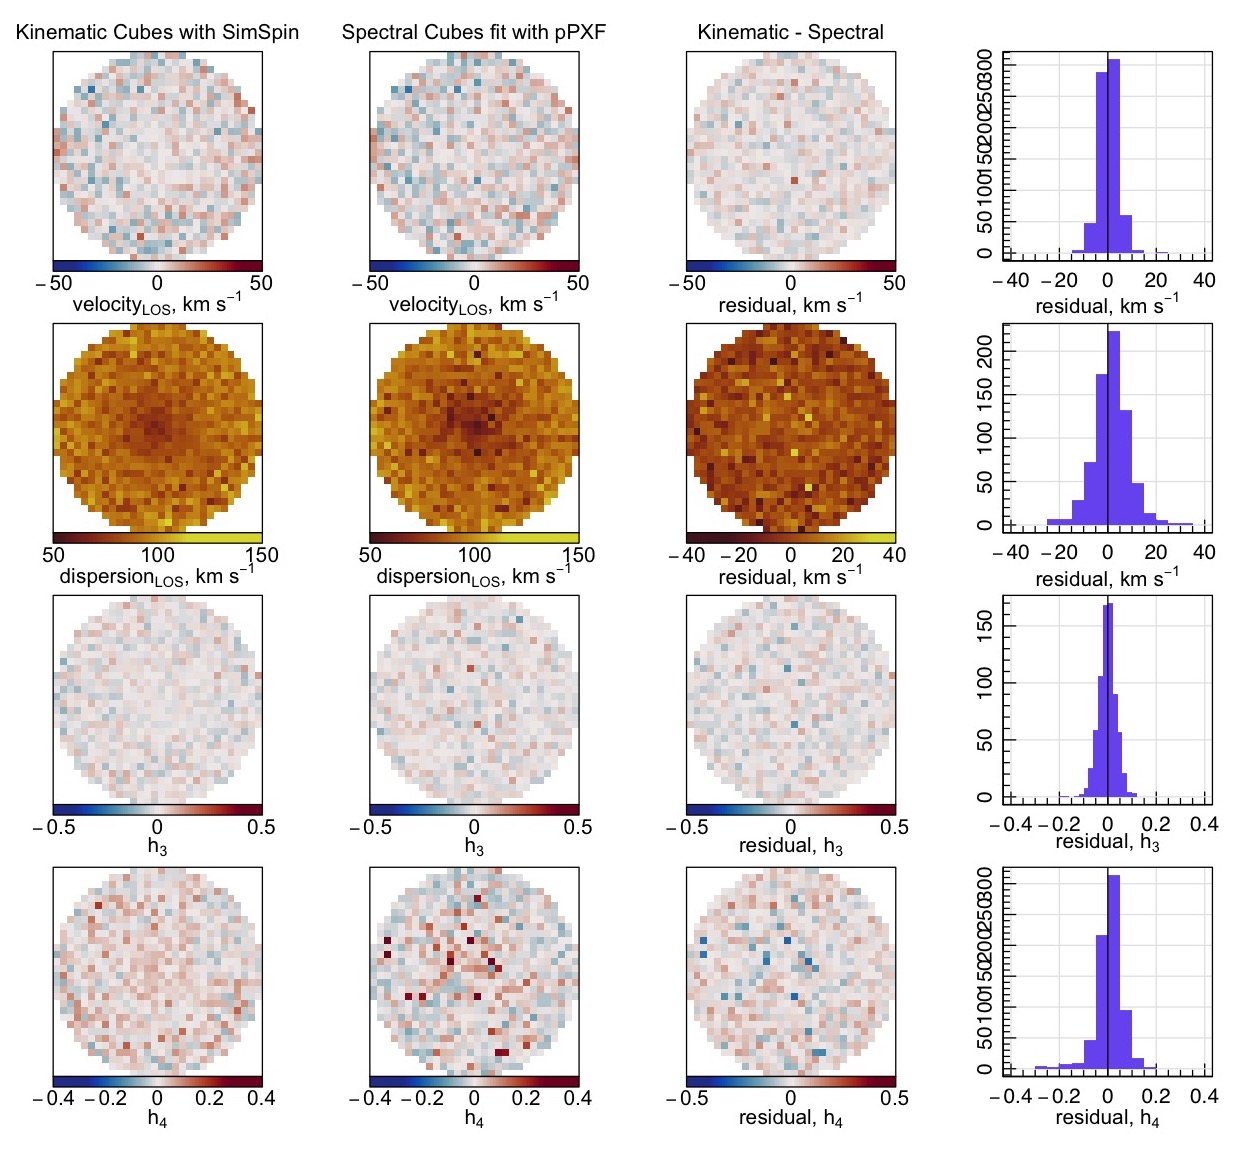 Kinematic Cubes with SimSpin Spectral Cubes fit with pPXF Kinematic - Spectral
0 50 100 150 200 250 300
−50 0 50 −50 0 50 −50 0 50 −40 −20 0 20 40
velocityLOS, km s−1 velocityLOS, km s−1 residual, km s−1 residual, km s−1
0 50 100 150 200
50 100 150 50 100 150 −40 −20 0 20 40 −40 −20 0 20 40
dispersionLOS, km s−1 dispersionLOS, km s−1 residual, km s−1 residual, km s−1
0 50 100 150
−0.5 0 0.5 −0.5 0 0.5 −0.5 0 0.5 −0.4 −0.2 0 0.2 0.4
h3 h3 residual, h3 residual, h3
0 50 100 150 200 250 300
−0.4 −0.2 0 0.2 0.4 −0.4 −0.2 0 0.2 0.4 −0.5 0 0.5 −0.4 −0.2 0 0.2 0.4
h4 h4 residual, h4 residual, h4